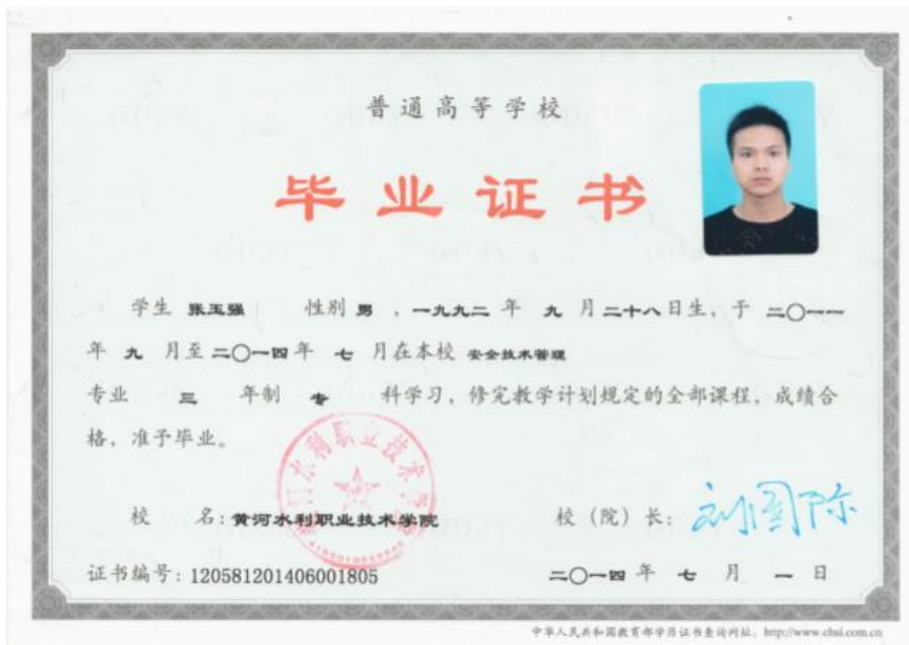 普通高等学校
毕业证书
学生 张玉强 性别 男 ，一九九二 年 九 月二十八日生，于 二〇一一
年 九 月至二〇一四年 七 月在本校 安全技术管理
专业 三 年制 专 科学习，修完教学计划规定的全部课程，成绩合
格，准予毕业。
校 名：黄河水利职业技术学院
校（院）长：刘国际
证书编号：120581201406001805
二〇一四 年 七 月 一 日
中华人民共和国教育部学历证书查询网址：http://www.chsi.com.cn